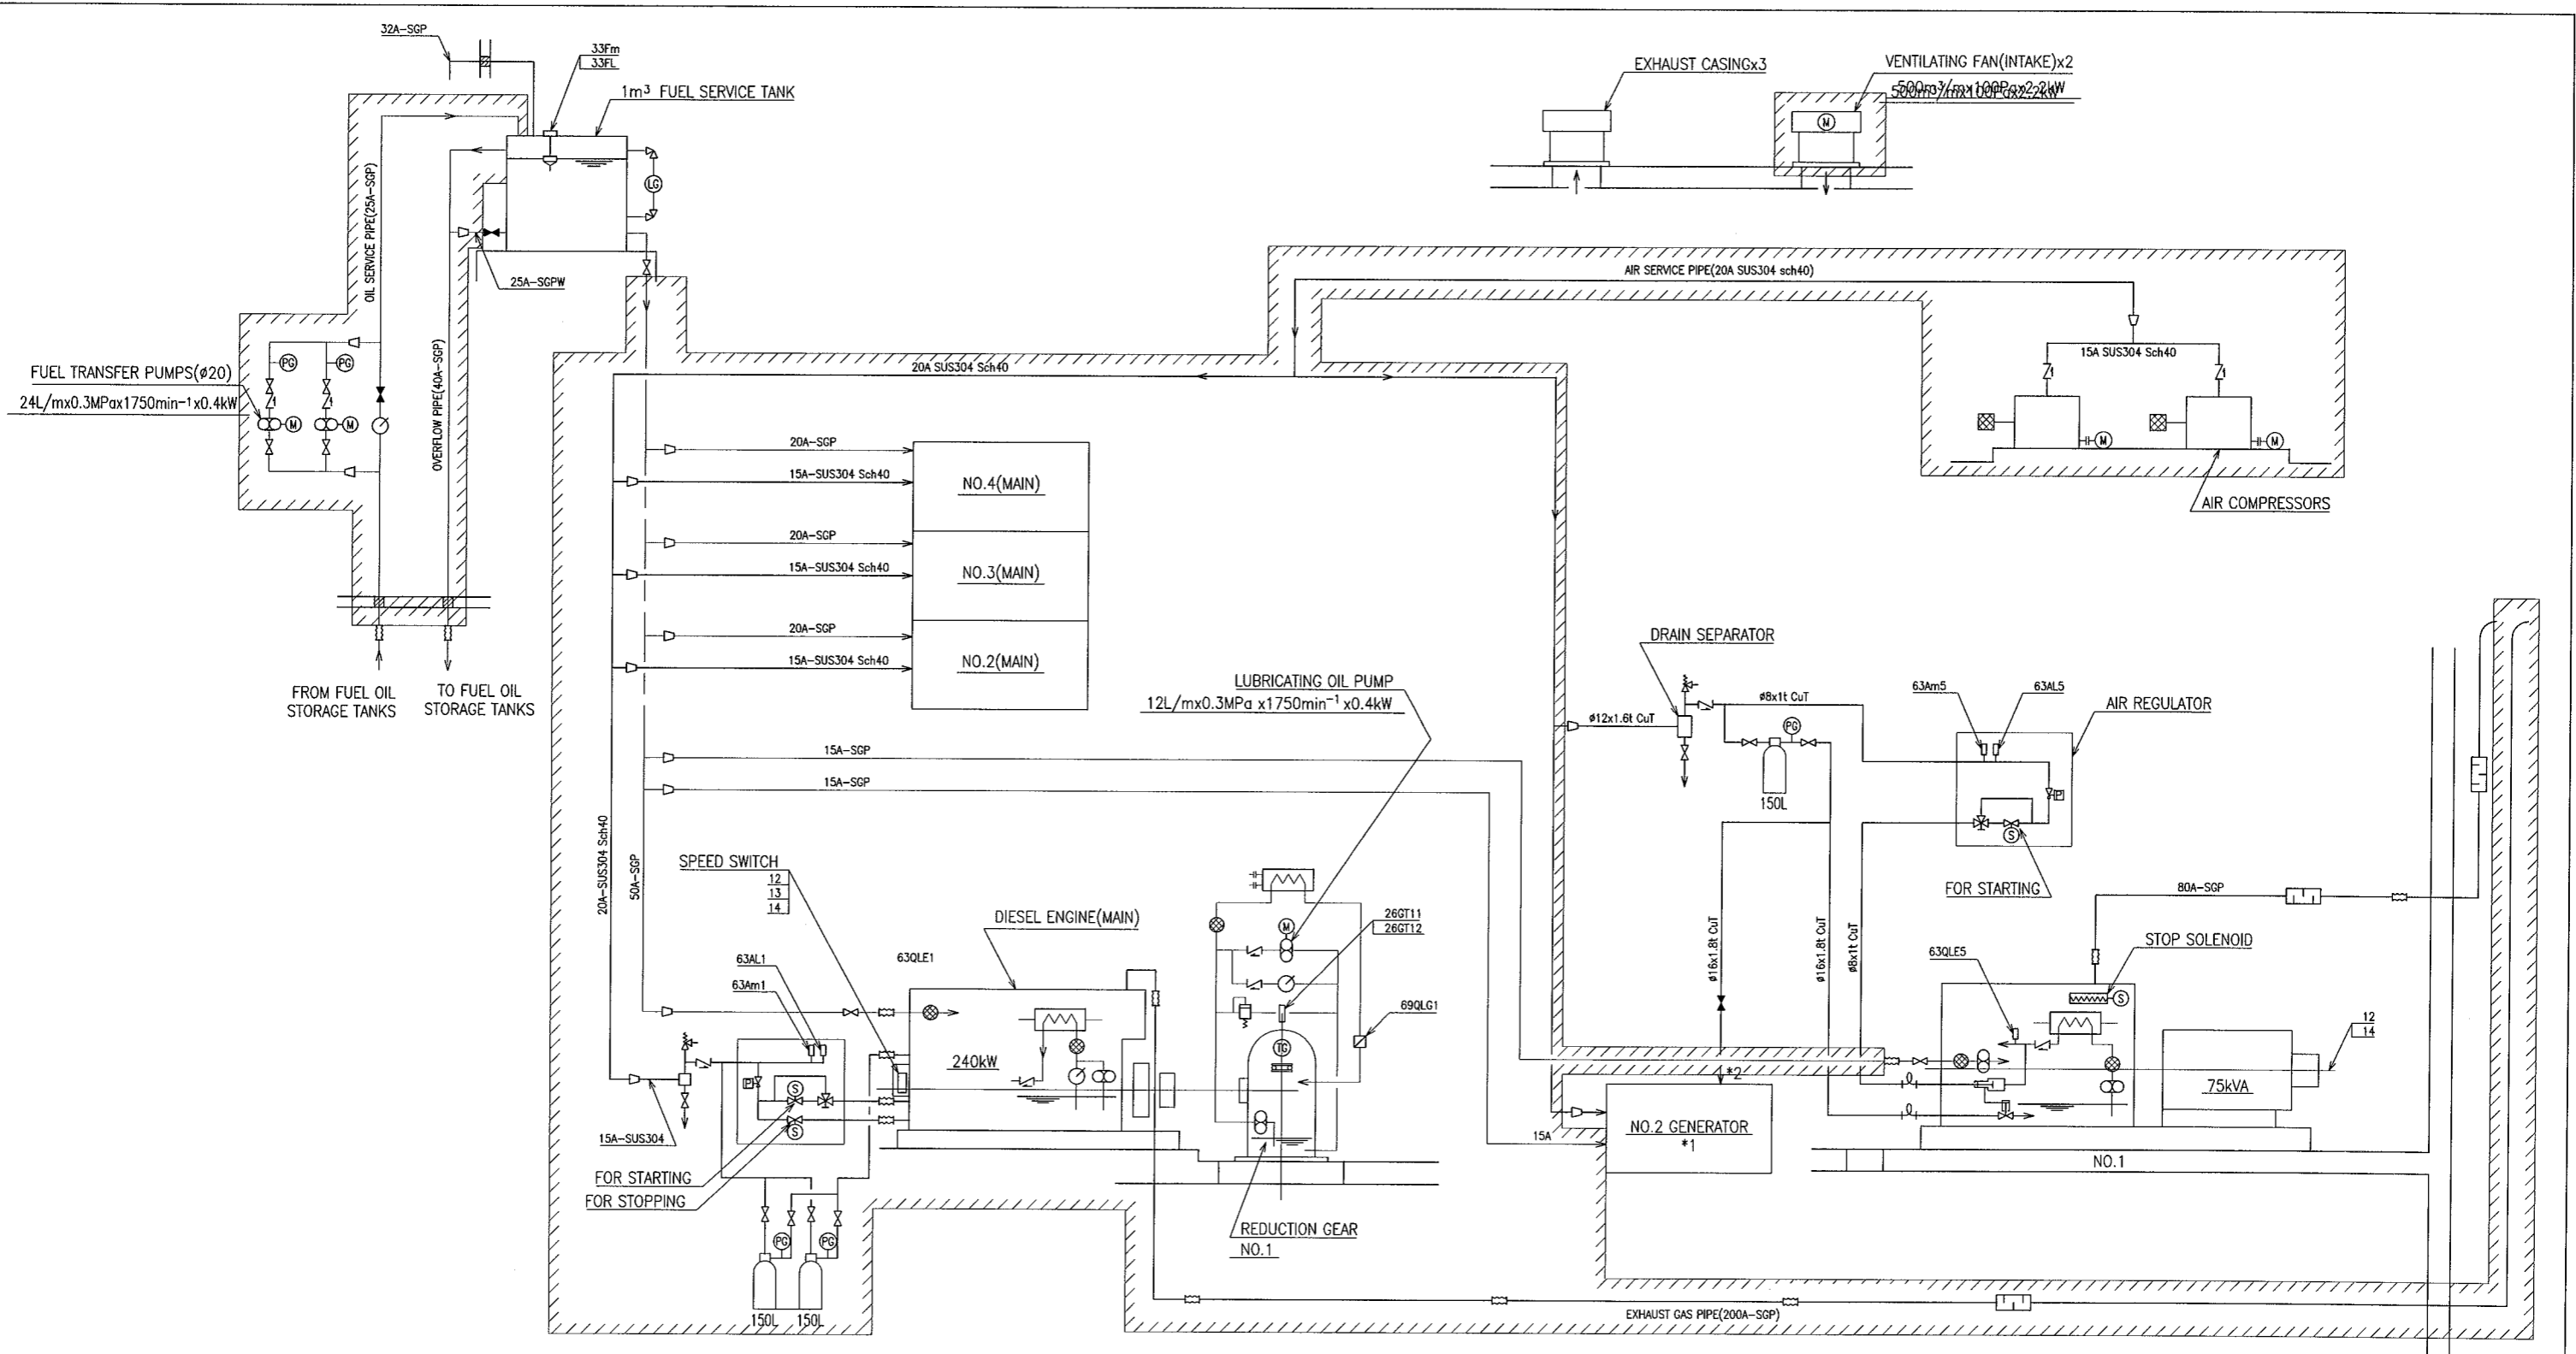 32A-SGP
33Fm
33FL
1m³ FUEL SERVICE TANK
EXHAUST CASINGx3
VENTILATING FAN(INTAKE)x2
500m³/mx100Pax2.2kW
LG
M
OIL SERVICE PIPE(25A-SGP)
25A-SGPW
OVERFLOW PIPE(40A-SGP)
AIR SERVICE PIPE(20A SUS304 sch40)
15A SUS304 Sch40
20A SUS304 Sch40
FUEL TRANSFER PUMPS(ø20)
24L/mx0.3MPax1750min⁻¹x0.4kW
PG
PG
M
M
M
M
AIR COMPRESSORS
20A-SGP
15A-SUS304 Sch40
NO.4(MAIN)
20A-SGP
15A-SUS304 Sch40
NO.3(MAIN)
20A-SGP
15A-SUS304 Sch40
NO.2(MAIN)
FROM FUEL OIL
STORAGE TANKS
TO FUEL OIL
STORAGE TANKS
LUBRICATING OIL PUMP
12L/mx0.3MPa x1750min⁻¹ x0.4kW
DRAIN SEPARATOR
ø12x1.6t CuT
ø8x1t CuT
PG
150L
63Am5
63AL5
AIR REGULATOR
P
S
FOR STARTING
15A-SGP
15A-SGP
20A-SUS304 Sch40
50A-SGP
SPEED SWITCH
12
13
14
DIESEL ENGINE(MAIN)
63AL1
63Am1
63QLE1
M
26GT11
26GT12
69QLG1
TG
240kW
P
S
S
15A-SUS304
FOR STARTING
FOR STOPPING
PG
PG
150L
150L
REDUCTION GEAR
NO.1
ø16x1.8t CuT
ø16x1.8t CuT
ø8x1t CuT
80A-SGP
STOP SOLENOID
63QLE5
S
12
14
75kVA
*2
15A
NO.2 GENERATOR
*1
NO.1
EXHAUST GAS PIPE(200A-SGP)